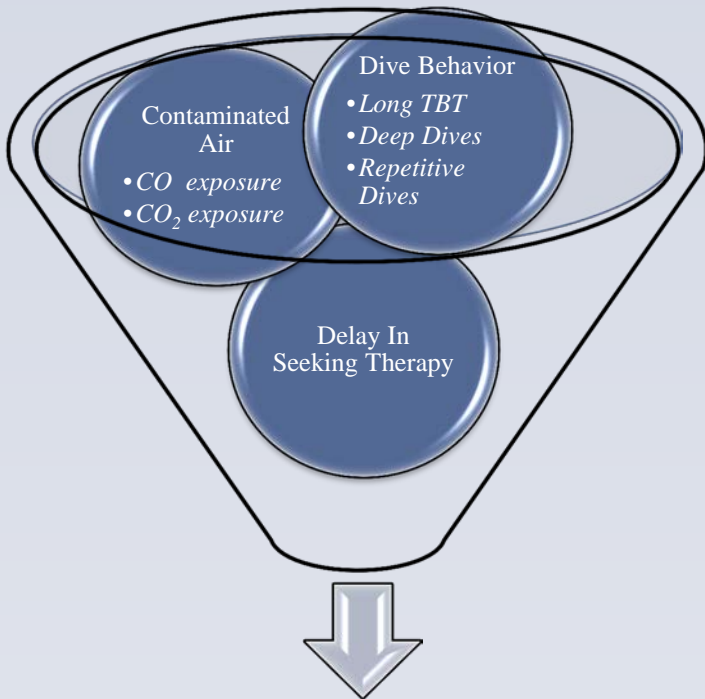 Contaminated
Air
• CO exposure
• CO₂ exposure
Dive Behavior
• Long TBT
• Deep Dives
• Repetitive
Dives
Delay In
Seeking Therapy